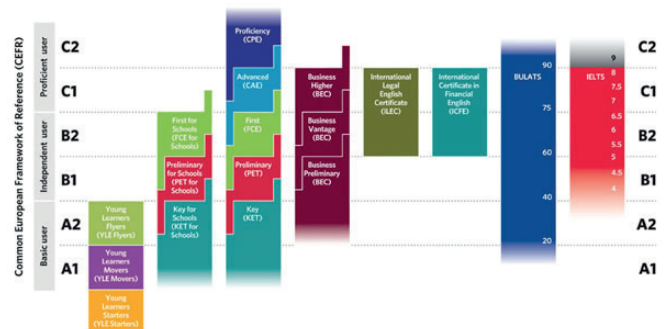 Common European Framework of Reference (CEFR)
Proficient user
Independent user
Basic user
C2
C1
B2
B1
A2
A1
Young
Learners
Flyers
(YLE Flyers)
Young
Learners
Movers
(YLE Movers)
Young
Learners
Starters
(YLE Starters)
First for
Schools
(FCE for
Schools)
Preliminary
for Schools
(PET for
Schools)
Key for
Schools
(KET for
Schools)
Proficiency
(CPE)
Advanced
(CAE)
First
(FCE)
Preliminary
(PET)
Key
(KET)
Business
Higher
(BEC)
Business
Vantage
(BEC)
Business
Preliminary
(BEC)
International
Legal
English
Certificate
(ILEC)
International
Certificate in
Financial
English
(ICFE)
BULATS
90
75
60
40
20
IELTS
9
8
7.5
7
6.5
6
5.5
5
4.5
4
C2
C1
B2
B1
A2
A1